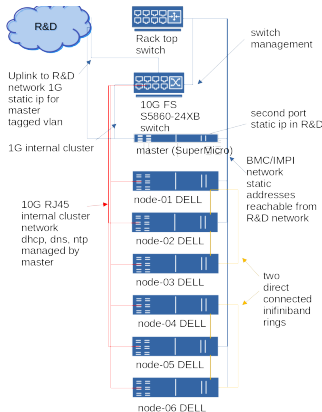 R&D
Rack top
switch
switch
management
Uplink to R&D
network 1G
static ip for
master
tagged vlan
10G FS
S5860-24XB
switch
second port
static ip in R&D
1G internal cluster
master (SuperMicro)
BMC/IMPI
network
static
addresses
reachable from
R&D network
node-01 DELL
10G RJ45
internal cluster
network
dhcp, dns, ntp
managed by
master
node-02 DELL
node-03 DELL
two
direct
connected
inifiniband
rings
node-04 DELL
node-05 DELL
node-06 DELL